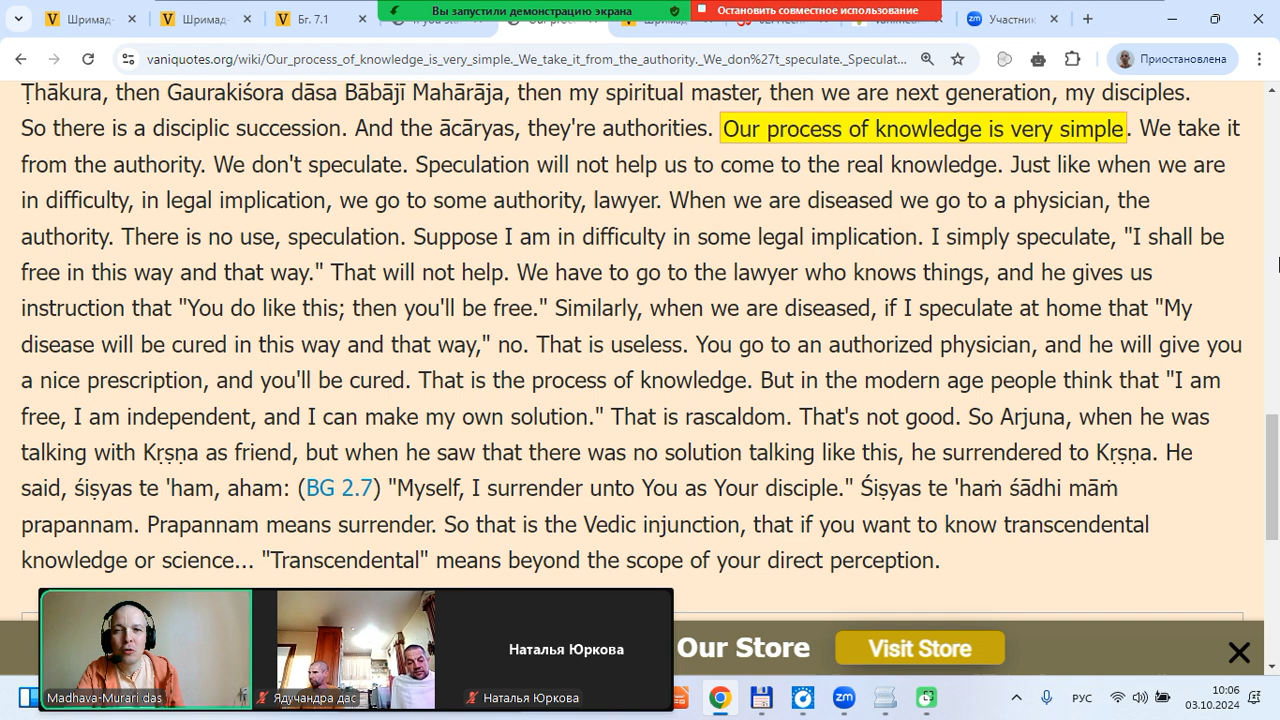 Шримад-
Шримад-
Бг. 7.1
Вы запустили демонстрацию экрана
Остановить совместное использование
Участник
vaniquotes.org/wiki/Our_process_of_knowledge_is_very_simple._We_take_it_from_the_authority._We_don%27t_speculate._Speculat...
Приостановлена
Ṭhākura, then Gaurakiśora dāsa Bābājī Mahārāja, then my spiritual master, then we are next generation, my disciples.
So there is a disciplic succession. And the ācāryas, they're authorities. Our process of knowledge is very simple. We take it
from the authority. We don't speculate. Speculation will not help us to come to the real knowledge. Just like when we are
in difficulty, in legal implication, we go to some authority, lawyer. When we are diseased we go to a physician, the
authority. There is no use, speculation. Suppose I am in difficulty in some legal implication. I simply speculate, "I shall be
free in this way and that way." That will not help. We have to go to the lawyer who knows things, and he gives us
instruction that "You do like this; then you'll be free." Similarly, when we are diseased, if I speculate at home that "My
disease will be cured in this way and that way," no. That is useless. You go to an authorized physician, and he will give you
a nice prescription, and you'll be cured. That is the process of knowledge. But in the modern age people think that "I am
free, I am independent, and I can make my own solution." That is rascaldom. That's not good. So Arjuna, when he was
talking with Kṛṣṇa as friend, but when he saw that there was no solution talking like this, he surrendered to Kṛṣṇa. He
said, śiṣyas te 'ham, aham: (BG 2.7) "Myself, I surrender unto You as Your disciple." Śiṣyas te 'haṁ śādhi māṁ
prapannam. Prapannam means surrender. So that is the Vedic injunction, that if you want to know transcendental
knowledge or science... "Transcendental" means beyond the scope of your direct perception.
Наталья Юркова
Our Store
Visit Store
Madhava-Murari das
Ядучандра дас
Наталья Юркова
РУС
10:06
03.10.2024